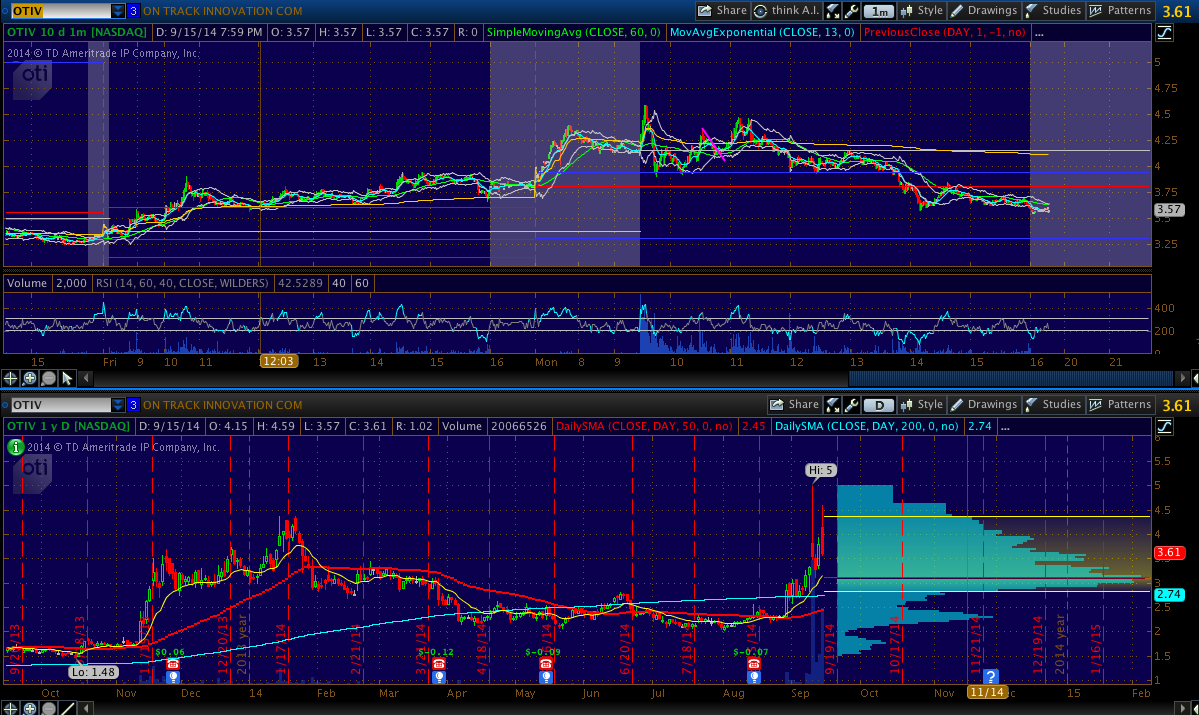 OTIV 3 ON TRACK INNOVATION COM Share think A.I. 1m Style Drawings Studies Patterns 3.61
OTIV 10 d 1m [NASDAQ] D: 9/15/14 7:59 PM O: 3.57 H: 3.57 L: 3.57 C: 3.57 R: 0 SimpleMovingAvg (CLOSE, 60, 0) MovAvgExponential (CLOSE, 13, 0) PreviousClose (DAY, 1, -1, no) ...
2014 © TD Ameritrade IP Company, Inc.
oti
5
4.75
4.5
4.25
4
3.75
3.57
3.25
Volume 2,000 RSI (14, 60, 40, CLOSE, WILDERS) 42.5289 40 60
400
200
0
15 Fri 9 10 11 12:03 13 14 15 16 Mon 8 9 10 11 12 13 14 15 16 20 21
OTIV 3 ON TRACK INNOVATION COM Share D Style Drawings Studies Patterns 3.61
OTIV 1 y D [NASDAQ] D: 9/15/14 O: 4.15 H: 4.59 L: 3.57 C: 3.61 R: 1.02 Volume 20066526 DailySMA (CLOSE, DAY, 50, 0, no) 2.45 DailySMA (CLOSE, DAY, 200, 0, no) 2.74 ...
2014 © TD Ameritrade IP Company, Inc.
oti
Hi: 5
6
5.5
5
4.5
4
3.61
3
2.74
2.5
2
1.5
1
9/2 /13
/18/13
12/20/13
2013 year
1/17/14
2/21/14
3/21/14
4/18/14
6/20/14
7/18/14
9/19/14
10/17/14
11/21/14
12/19/14
2014 year
1/16/15
$0.06
$-0.12
$-0.09
$-0.07
Lo: 1.48
?
Oct Nov Dec 14 Feb Mar Apr May Jun Jul Aug Sep Oct Nov 11/14 15 Feb